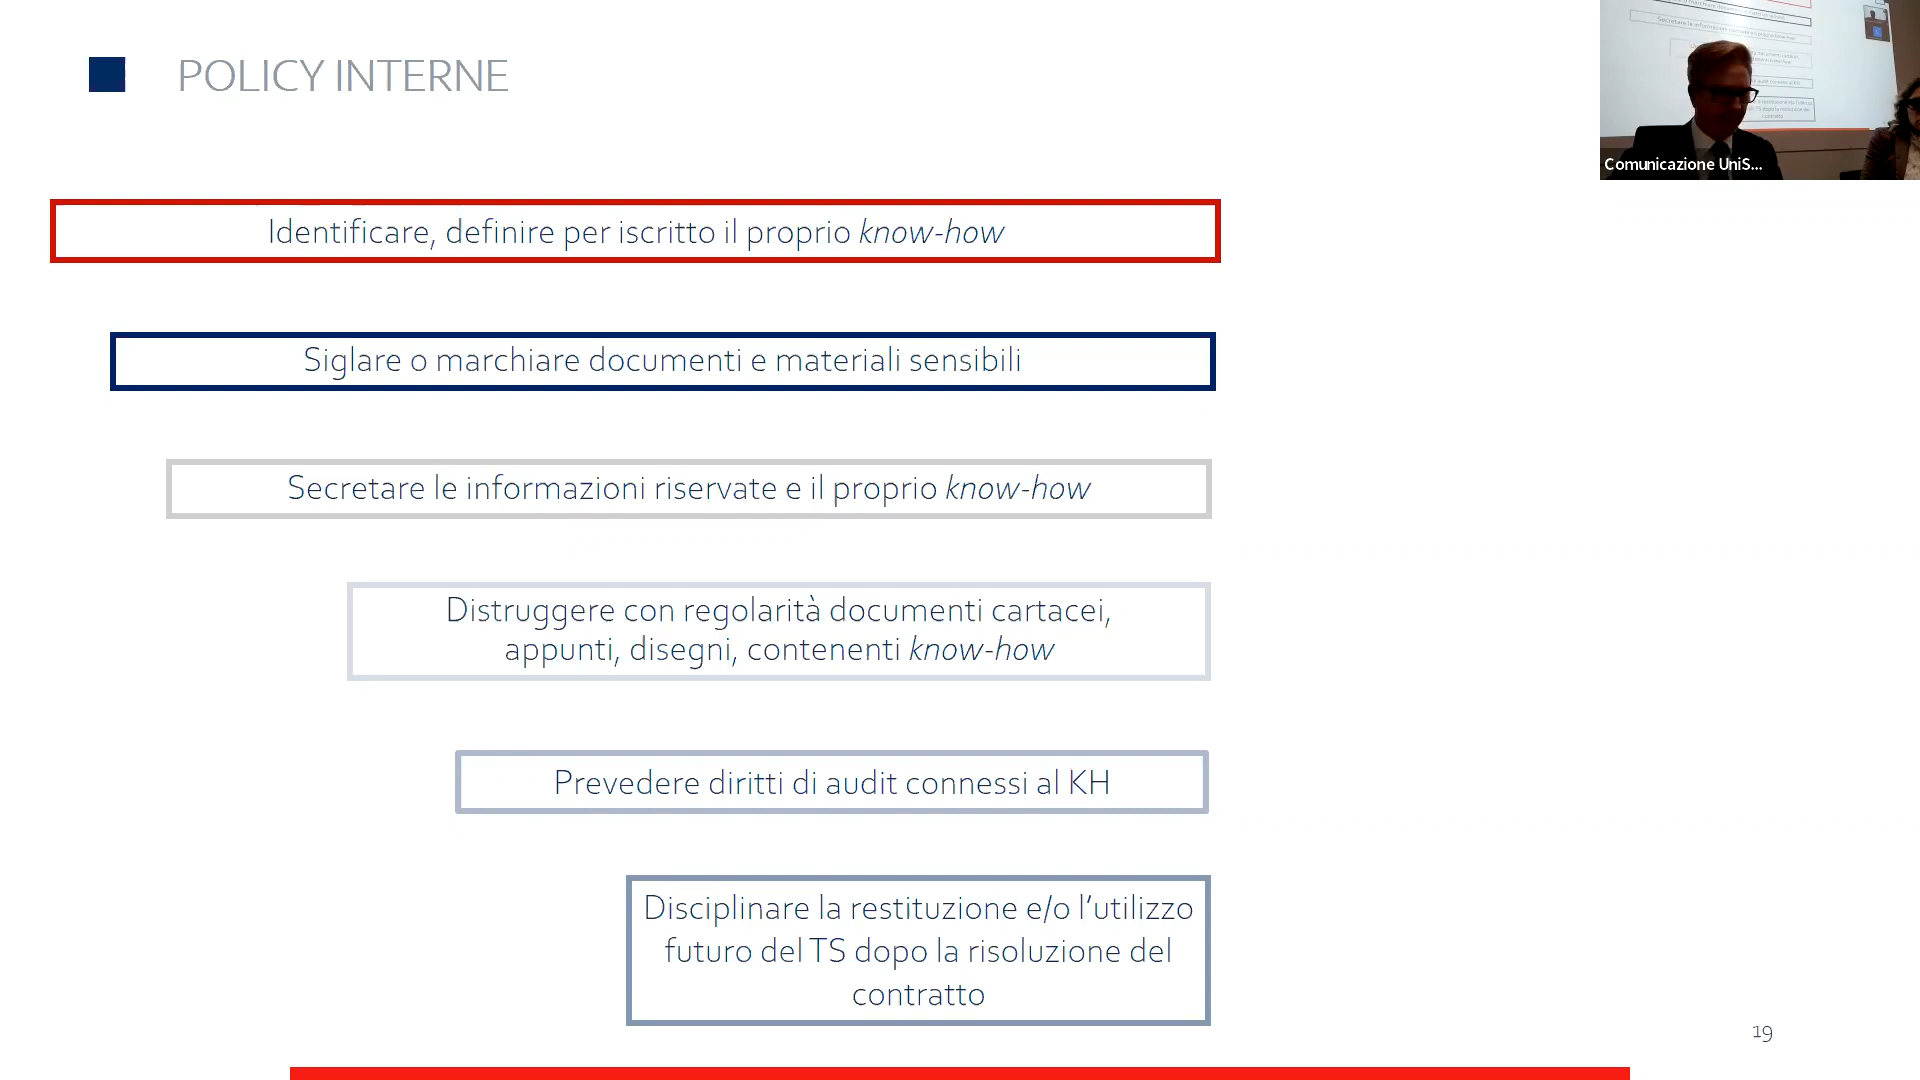 POLICY INTERNE
Comunicazione UniS...
Identificare, definire per iscritto il proprio know-how
Siglare o marchiare documenti e materiali sensibili
Secretare le informazioni riservate e il proprio know-how
Distruggere con regolarità documenti cartacei,
appunti, disegni, contenenti know-how
Prevedere diritti di audit connessi al KH
Disciplinare la restituzione e/o l'utilizzo
futuro del TS dopo la risoluzione del
contratto
19